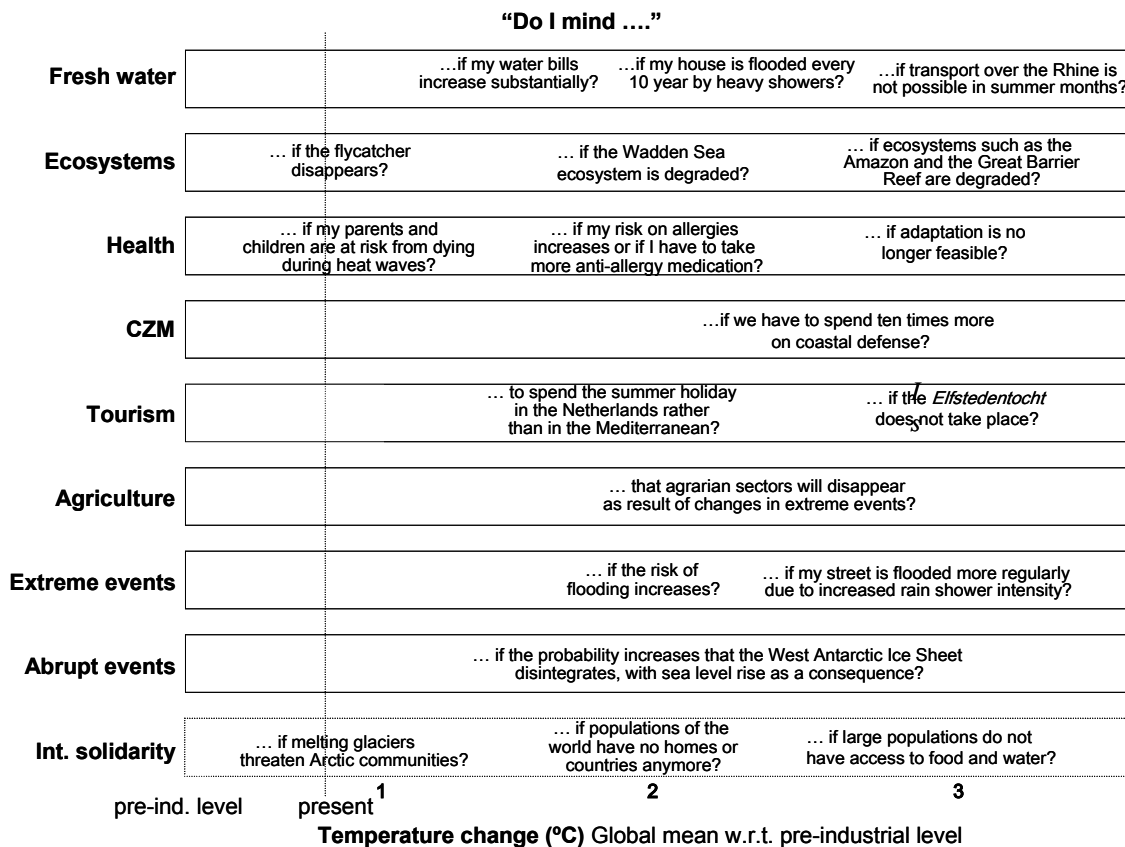 “Do I mind ….”
Fresh water
…if my water bills
increase substantially?
…if my house is flooded every
10 year by heavy showers?
…if transport over the Rhine is
not possible in summer months?
Ecosystems
… if the flycatcher
disappears?
… if the Wadden Sea
ecosystem is degraded?
… if ecosystems such as the
Amazon and the Great Barrier
Reef are degraded?
Health
… if my parents and
children are at risk from dying
during heat waves?
… if my risk on allergies
increases or if I have to take
more anti-allergy medication?
… if adaptation is no
longer feasible?
CZM
…if we have to spend ten times more
on coastal defense?
Tourism
… to spend the summer holiday
in the Netherlands rather
than in the Mediterranean?
… if the Elfstedentocht
does not take place?
I
s
Agriculture
… that agrarian sectors will disappear
as result of changes in extreme events?
Extreme events
… if the risk of
flooding increases?
… if my street is flooded more regularly
due to increased rain shower intensity?
Abrupt events
… if the probability increases that the West Antarctic Ice Sheet
disintegrates, with sea level rise as a consequence?
Int. solidarity
… if melting glaciers
threaten Arctic communities?
… if populations of the
world have no homes or
countries anymore?
… if large populations do not
have access to food and water?
1 2 3
pre-ind. level present
Temperature change (ºC) Global mean w.r.t. pre-industrial level